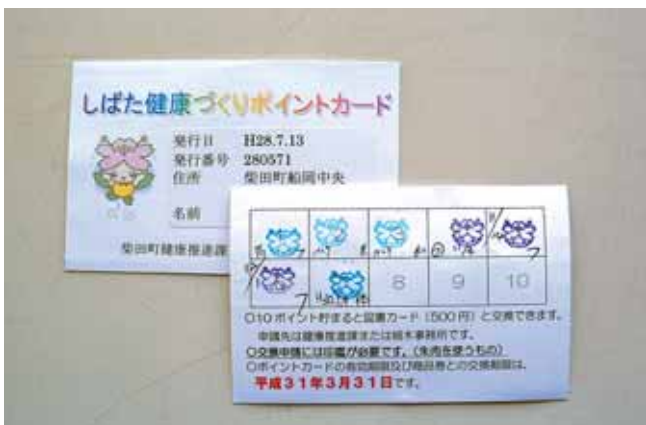 しばた健康づくりポイントカード
発行日 H28.7.13
発行番号 280571
住所 柴田町船岡中央
名前
柴田町健康推進課
8 9 10
○10ポイント貯まると図書カード（500円）と交換できます。
申請先は健康推進課または槻木事務所です。
○交換申請には印鑑が必要です。（朱肉を使うもの）
○ポイントカードの有効期限及び商品券との交換期限は、
平成31年3月31日です。